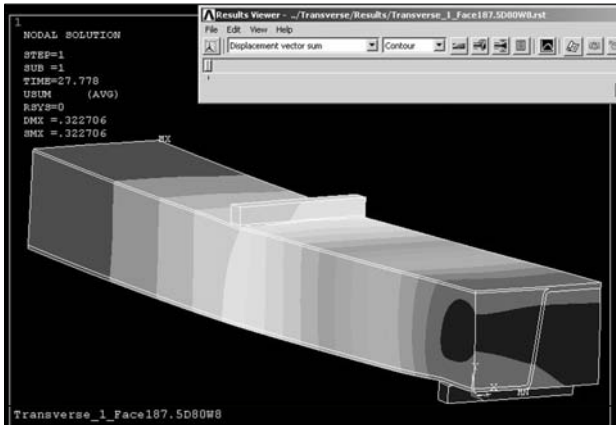 1
NODAL SOLUTION
STEP=1
SUB =1
TIME=27.778
USUM (AVG)
RSYS=0
DMX =.322706
SMX =.322706
Results Viewer - ../Transverse/Results/Transverse_1_Face187.5D80W8.rst
File Edit View Help
Displacement vector sum
Contour
MX
Y
X
MN
Transverse_1_Face187.5D80W8